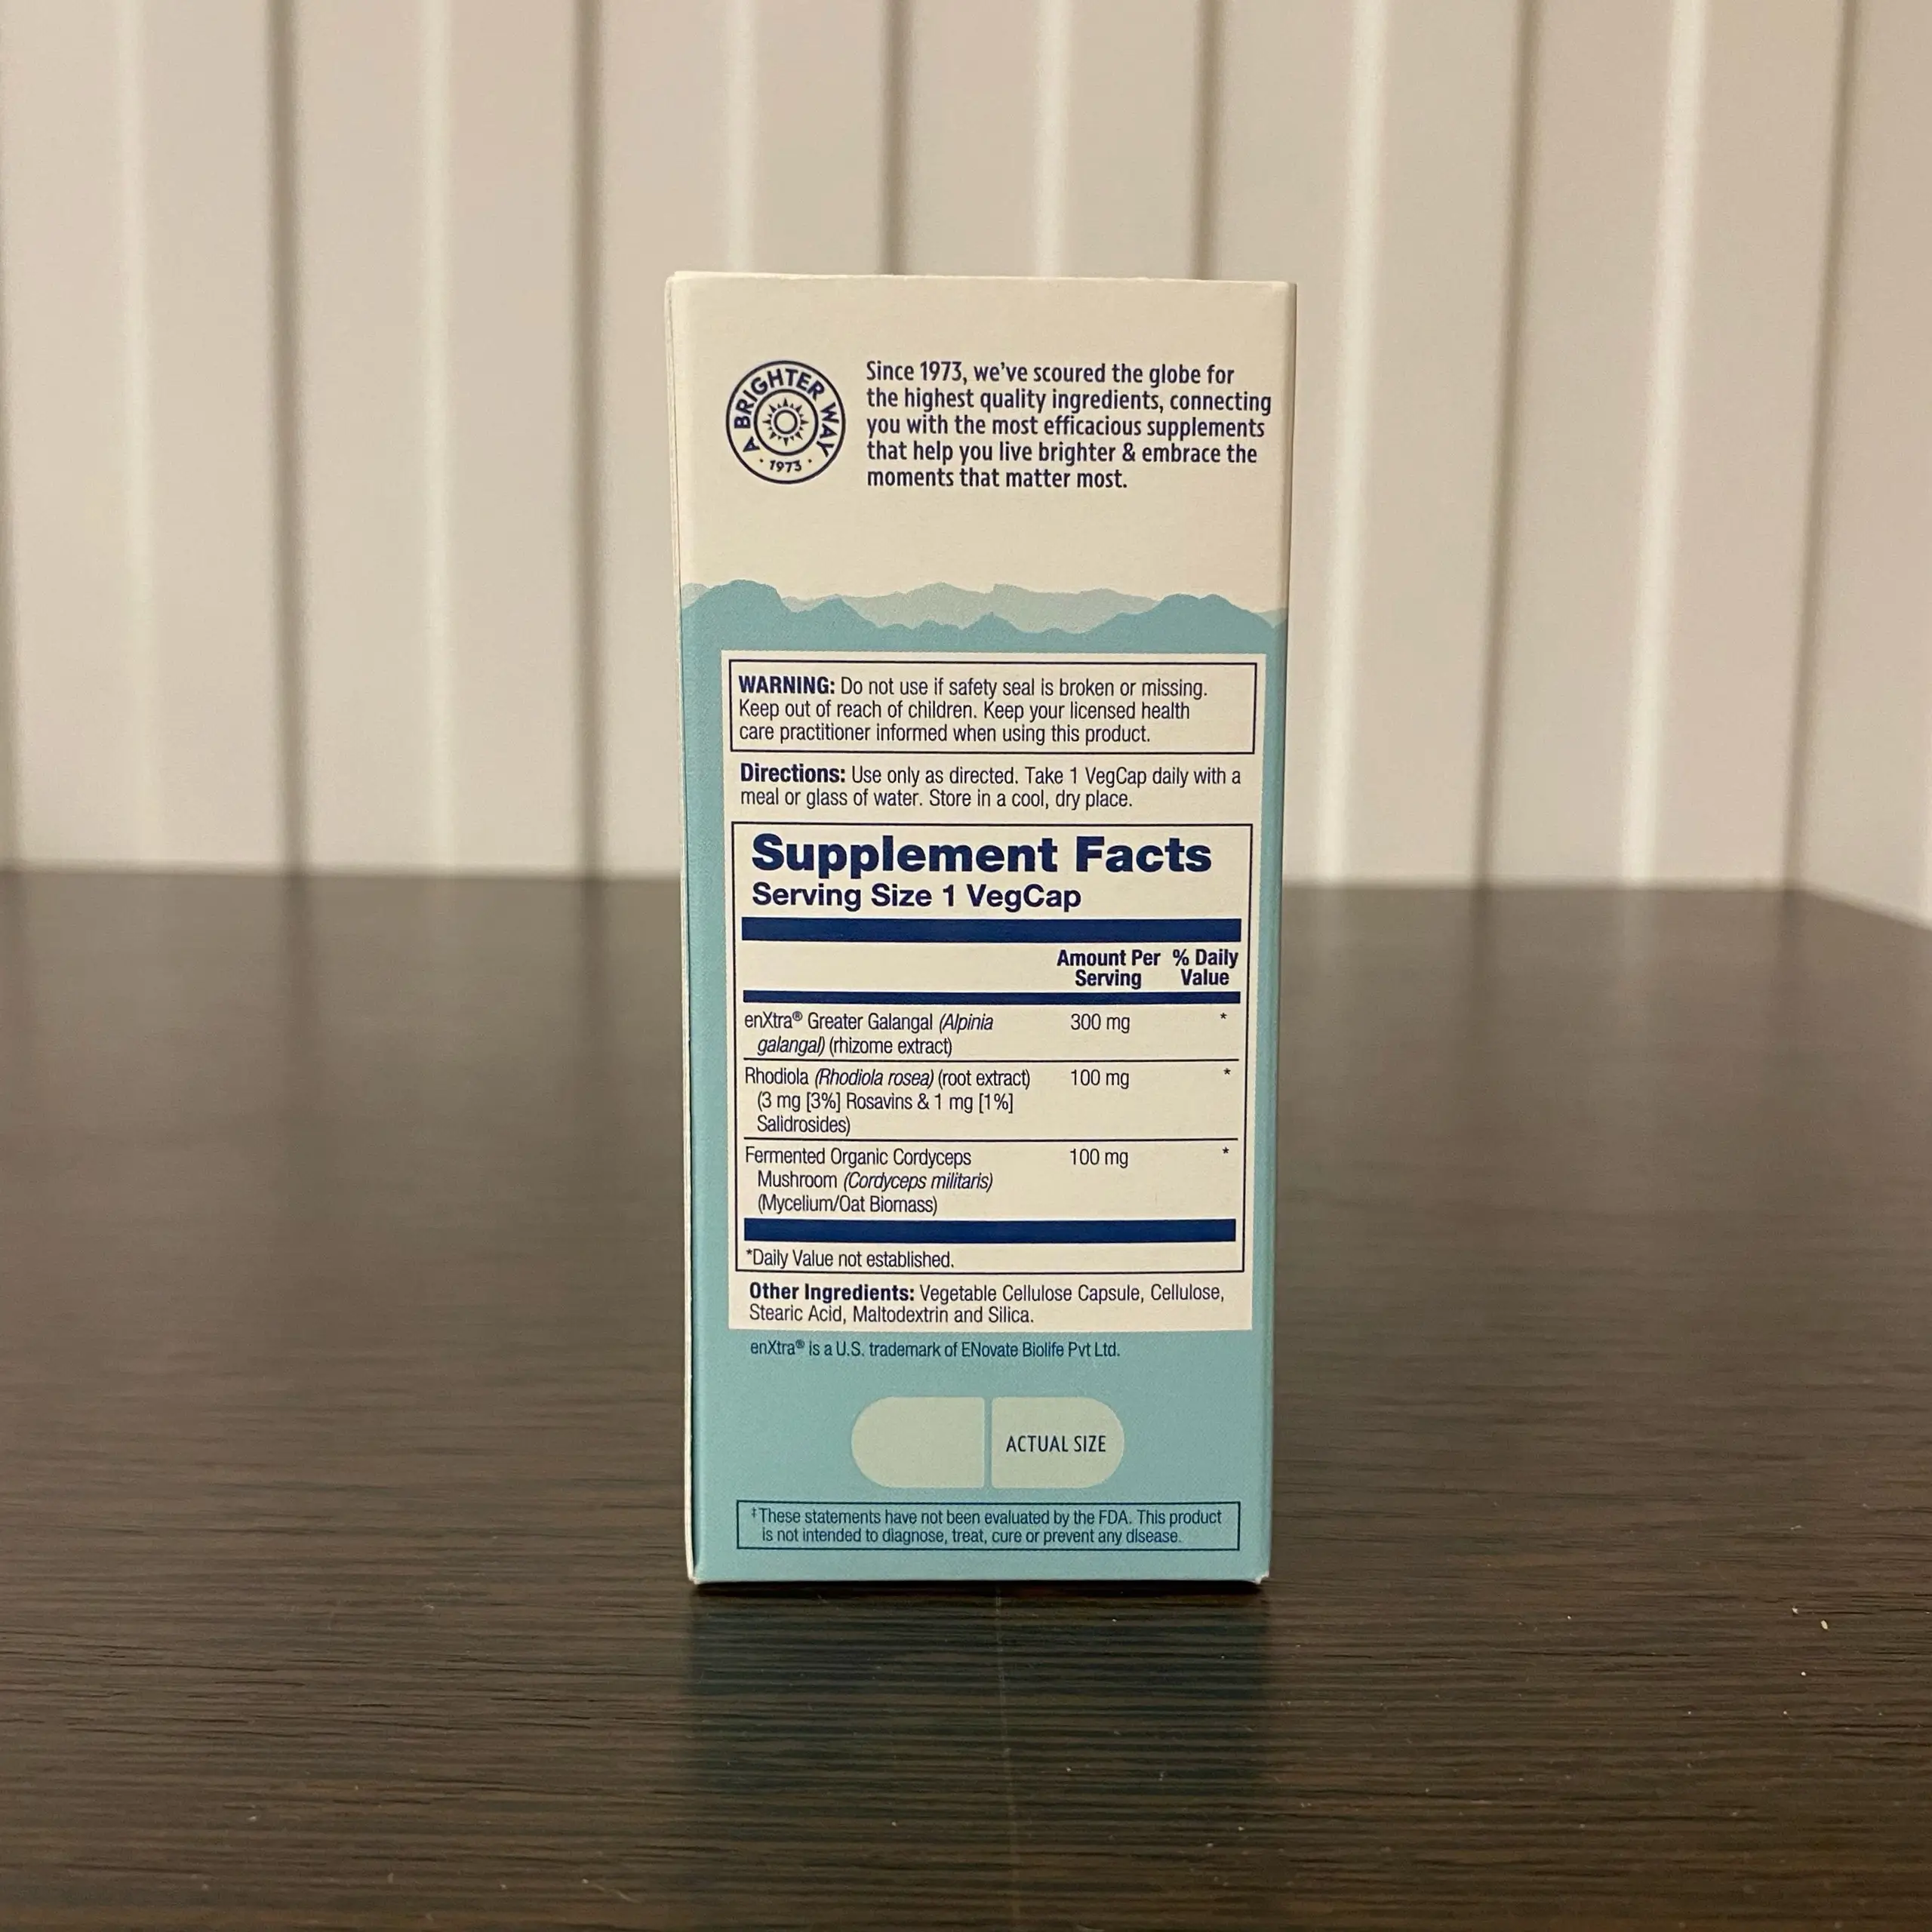 A BRIGHTER WAY
· 1973 ·
Since 1973, we've scoured the globe for
the highest quality ingredients, connecting
you with the most efficacious supplements
that help you live brighter & embrace the
moments that matter most.
WARNING: Do not use if safety seal is broken or missing.
Keep out of reach of children. Keep your licensed health
care practitioner informed when using this product.
Directions: Use only as directed. Take 1 VegCap daily with a
meal or glass of water. Store in a cool, dry place.
Supplement Facts
Serving Size 1 VegCap
Amount Per % Daily
Serving Value
enXtra® Greater Galangal (Alpinia 300 mg *
galangal) (rhizome extract)
Rhodiola (Rhodiola rosea) (root extract) 100 mg *
(3 mg [3%] Rosavins & 1 mg [1%]
Salidrosides)
Fermented Organic Cordyceps 100 mg *
Mushroom (Cordyceps militaris)
(Mycelium/Oat Biomass)
*Daily Value not established.
Other Ingredients: Vegetable Cellulose Capsule, Cellulose,
Stearic Acid, Maltodextrin and Silica.
enXtra® is a U.S. trademark of ENovate Biolife Pvt Ltd.
ACTUAL SIZE
‡These statements have not been evaluated by the FDA. This product
is not intended to diagnose, treat, cure or prevent any disease.